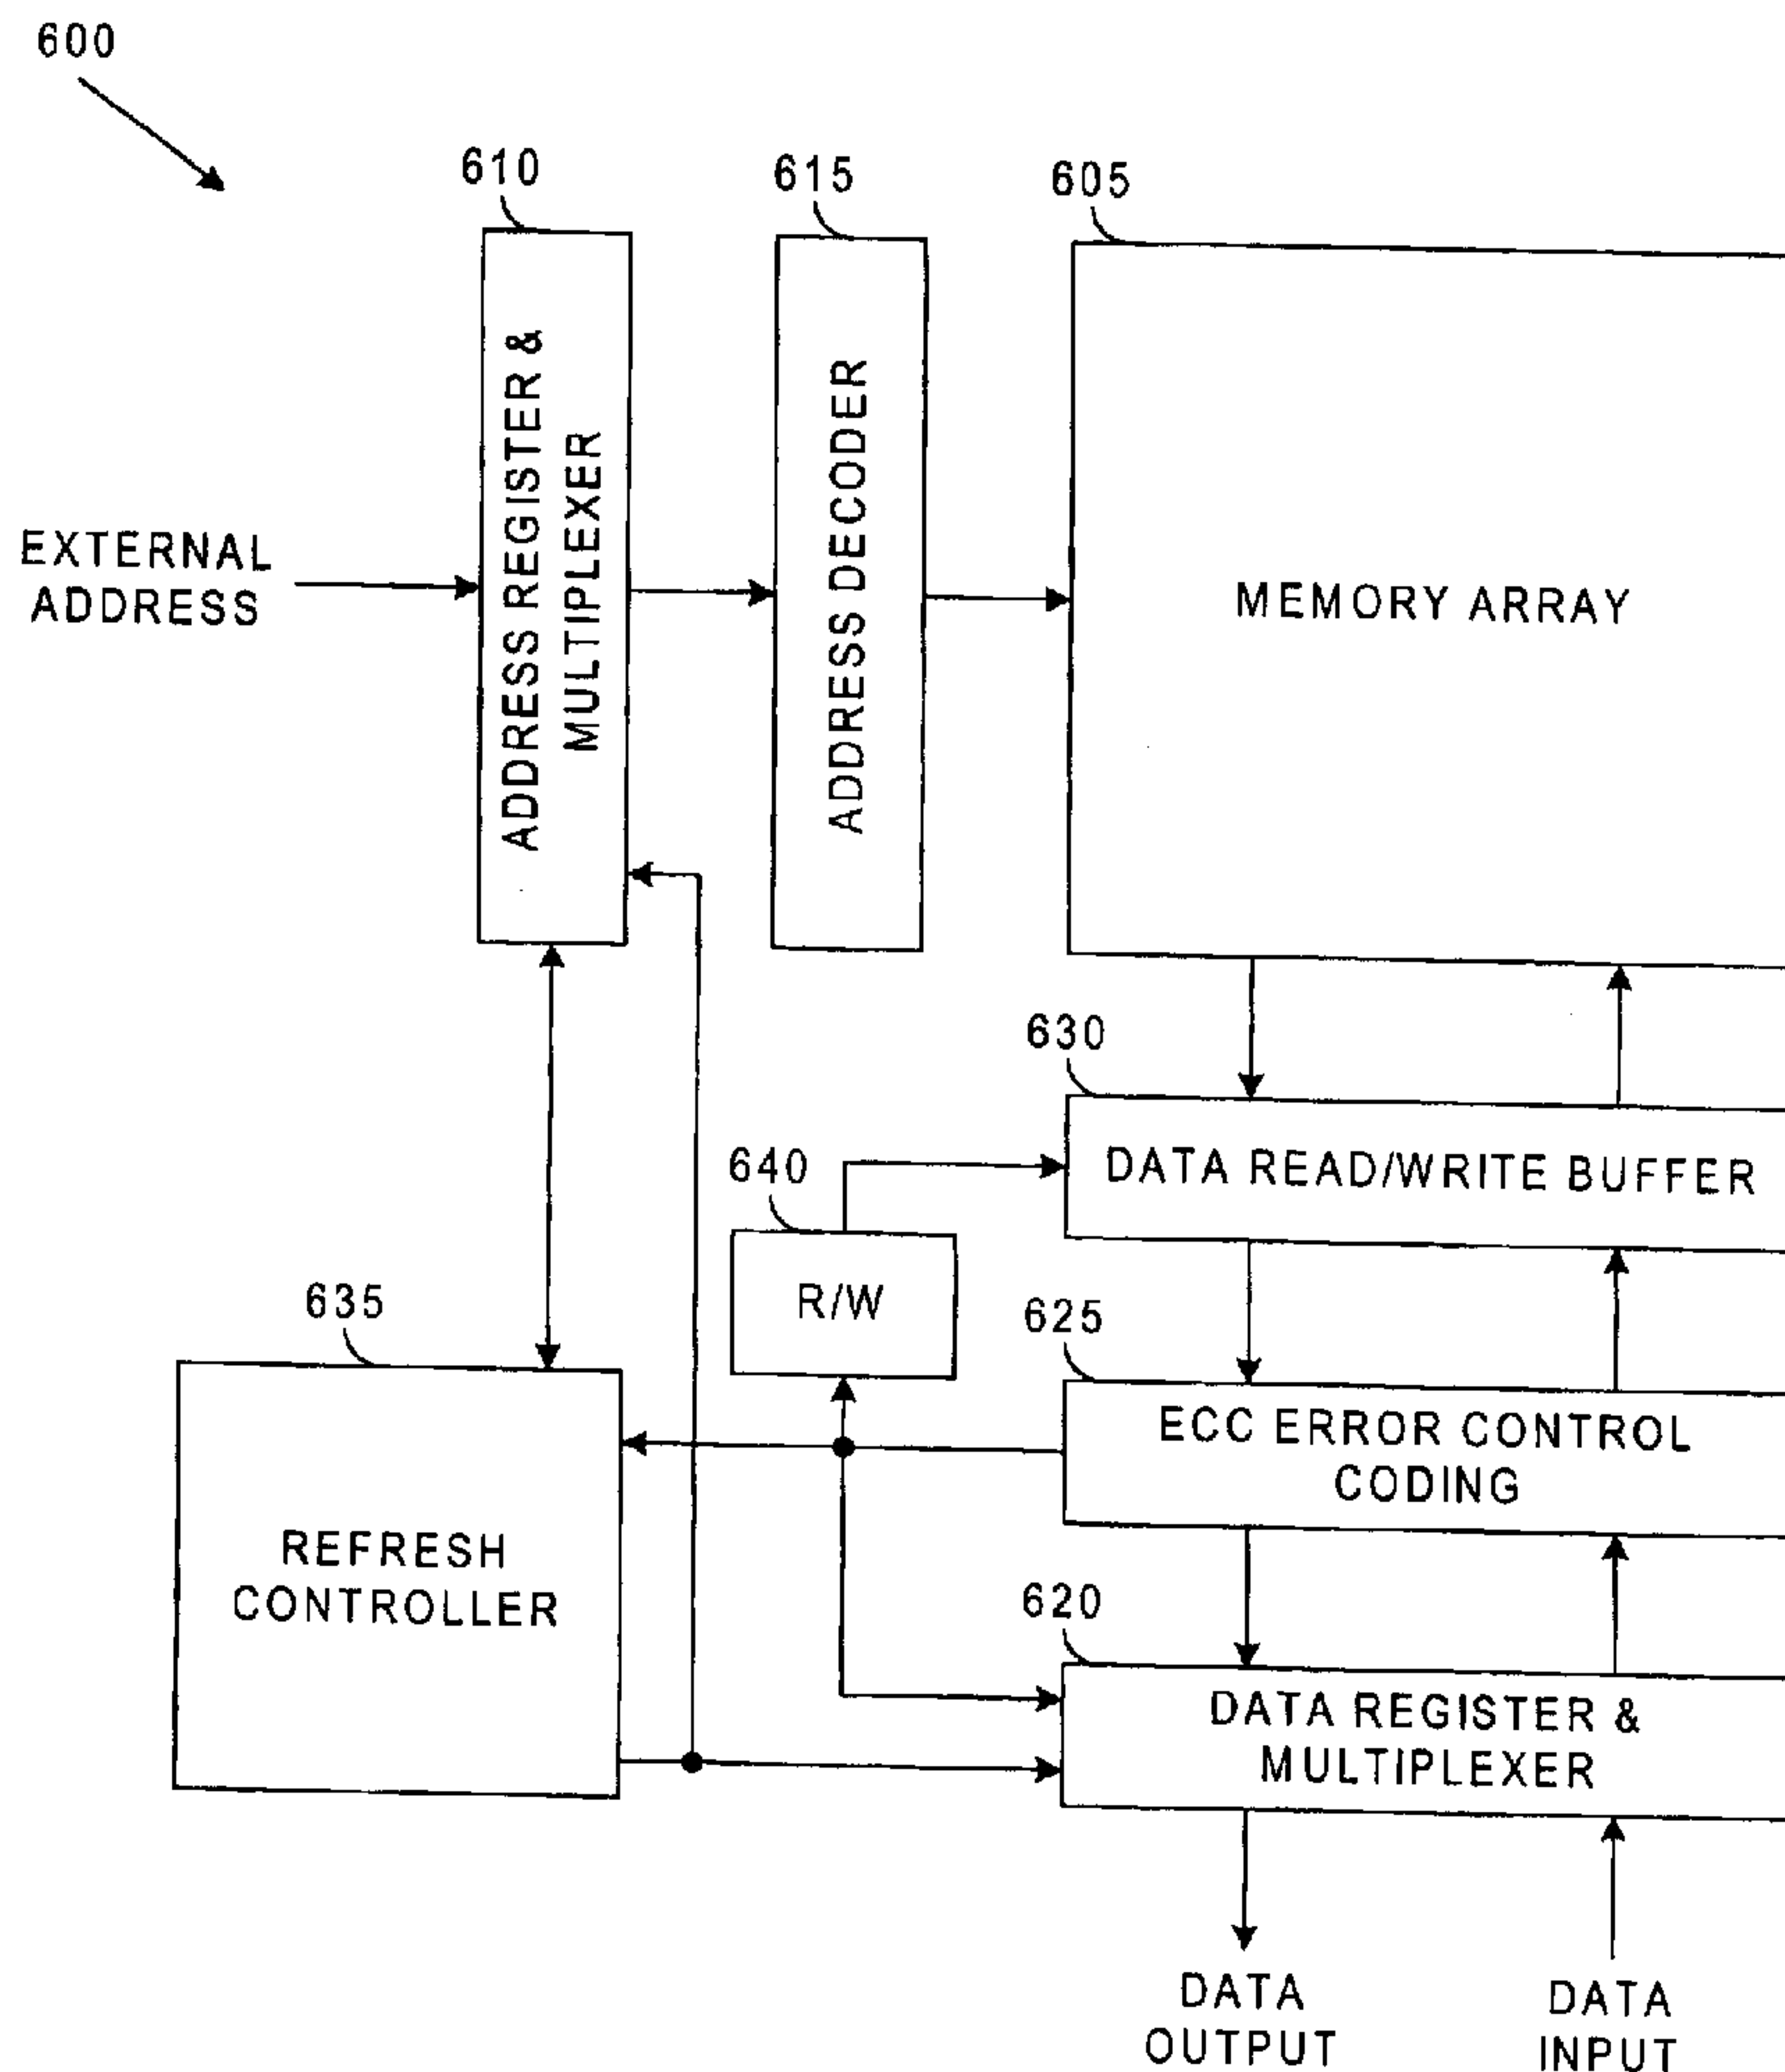 600
610
615
605
EXTERNAL
ADDRESS
ADDRESS REGISTER &
MULTIPLEXER
ADDRESS DECODER
MEMORY ARRAY
630
DATA READ/WRITE BUFFER
640
R/W
635
625
ECC ERROR CONTROL
CODING
REFRESH
CONTROLLER
620
DATA REGISTER &
MULTIPLEXER
DATA
OUTPUT
DATA
INPUT